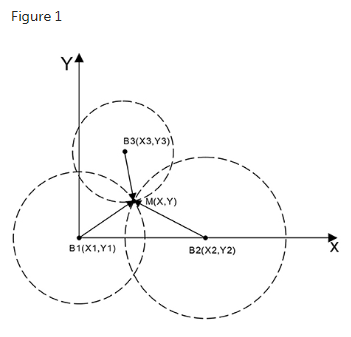 Figure 1
Y
B3(X3,Y3)
M(X,Y)
B1(X1,Y1)
B2(X2,Y2)
X